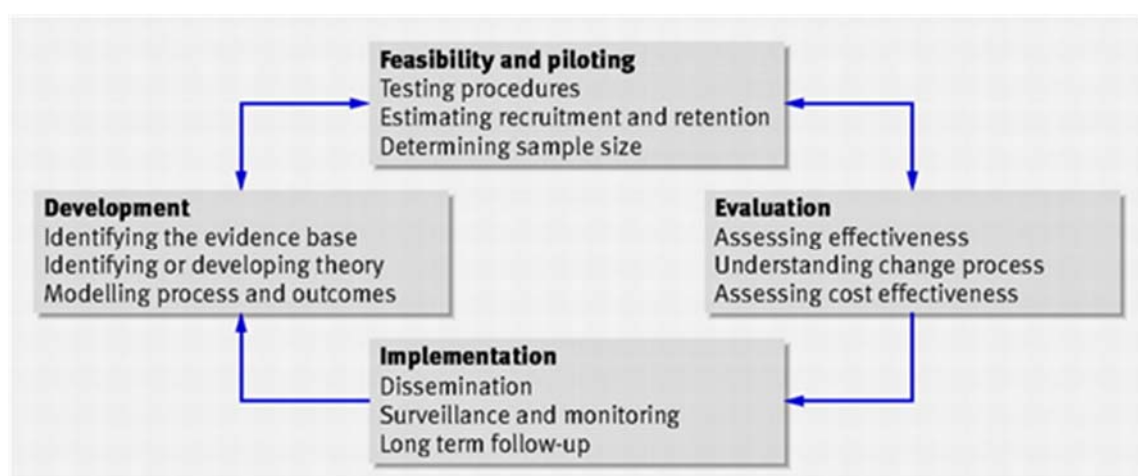 Feasibility and piloting
Testing procedures
Estimating recruitment and retention
Determining sample size
Development
Identifying the evidence base
Identifying or developing theory
Modelling process and outcomes
Evaluation
Assessing effectiveness
Understanding change process
Assessing cost effectiveness
Implementation
Dissemination
Surveillance and monitoring
Long term follow-up